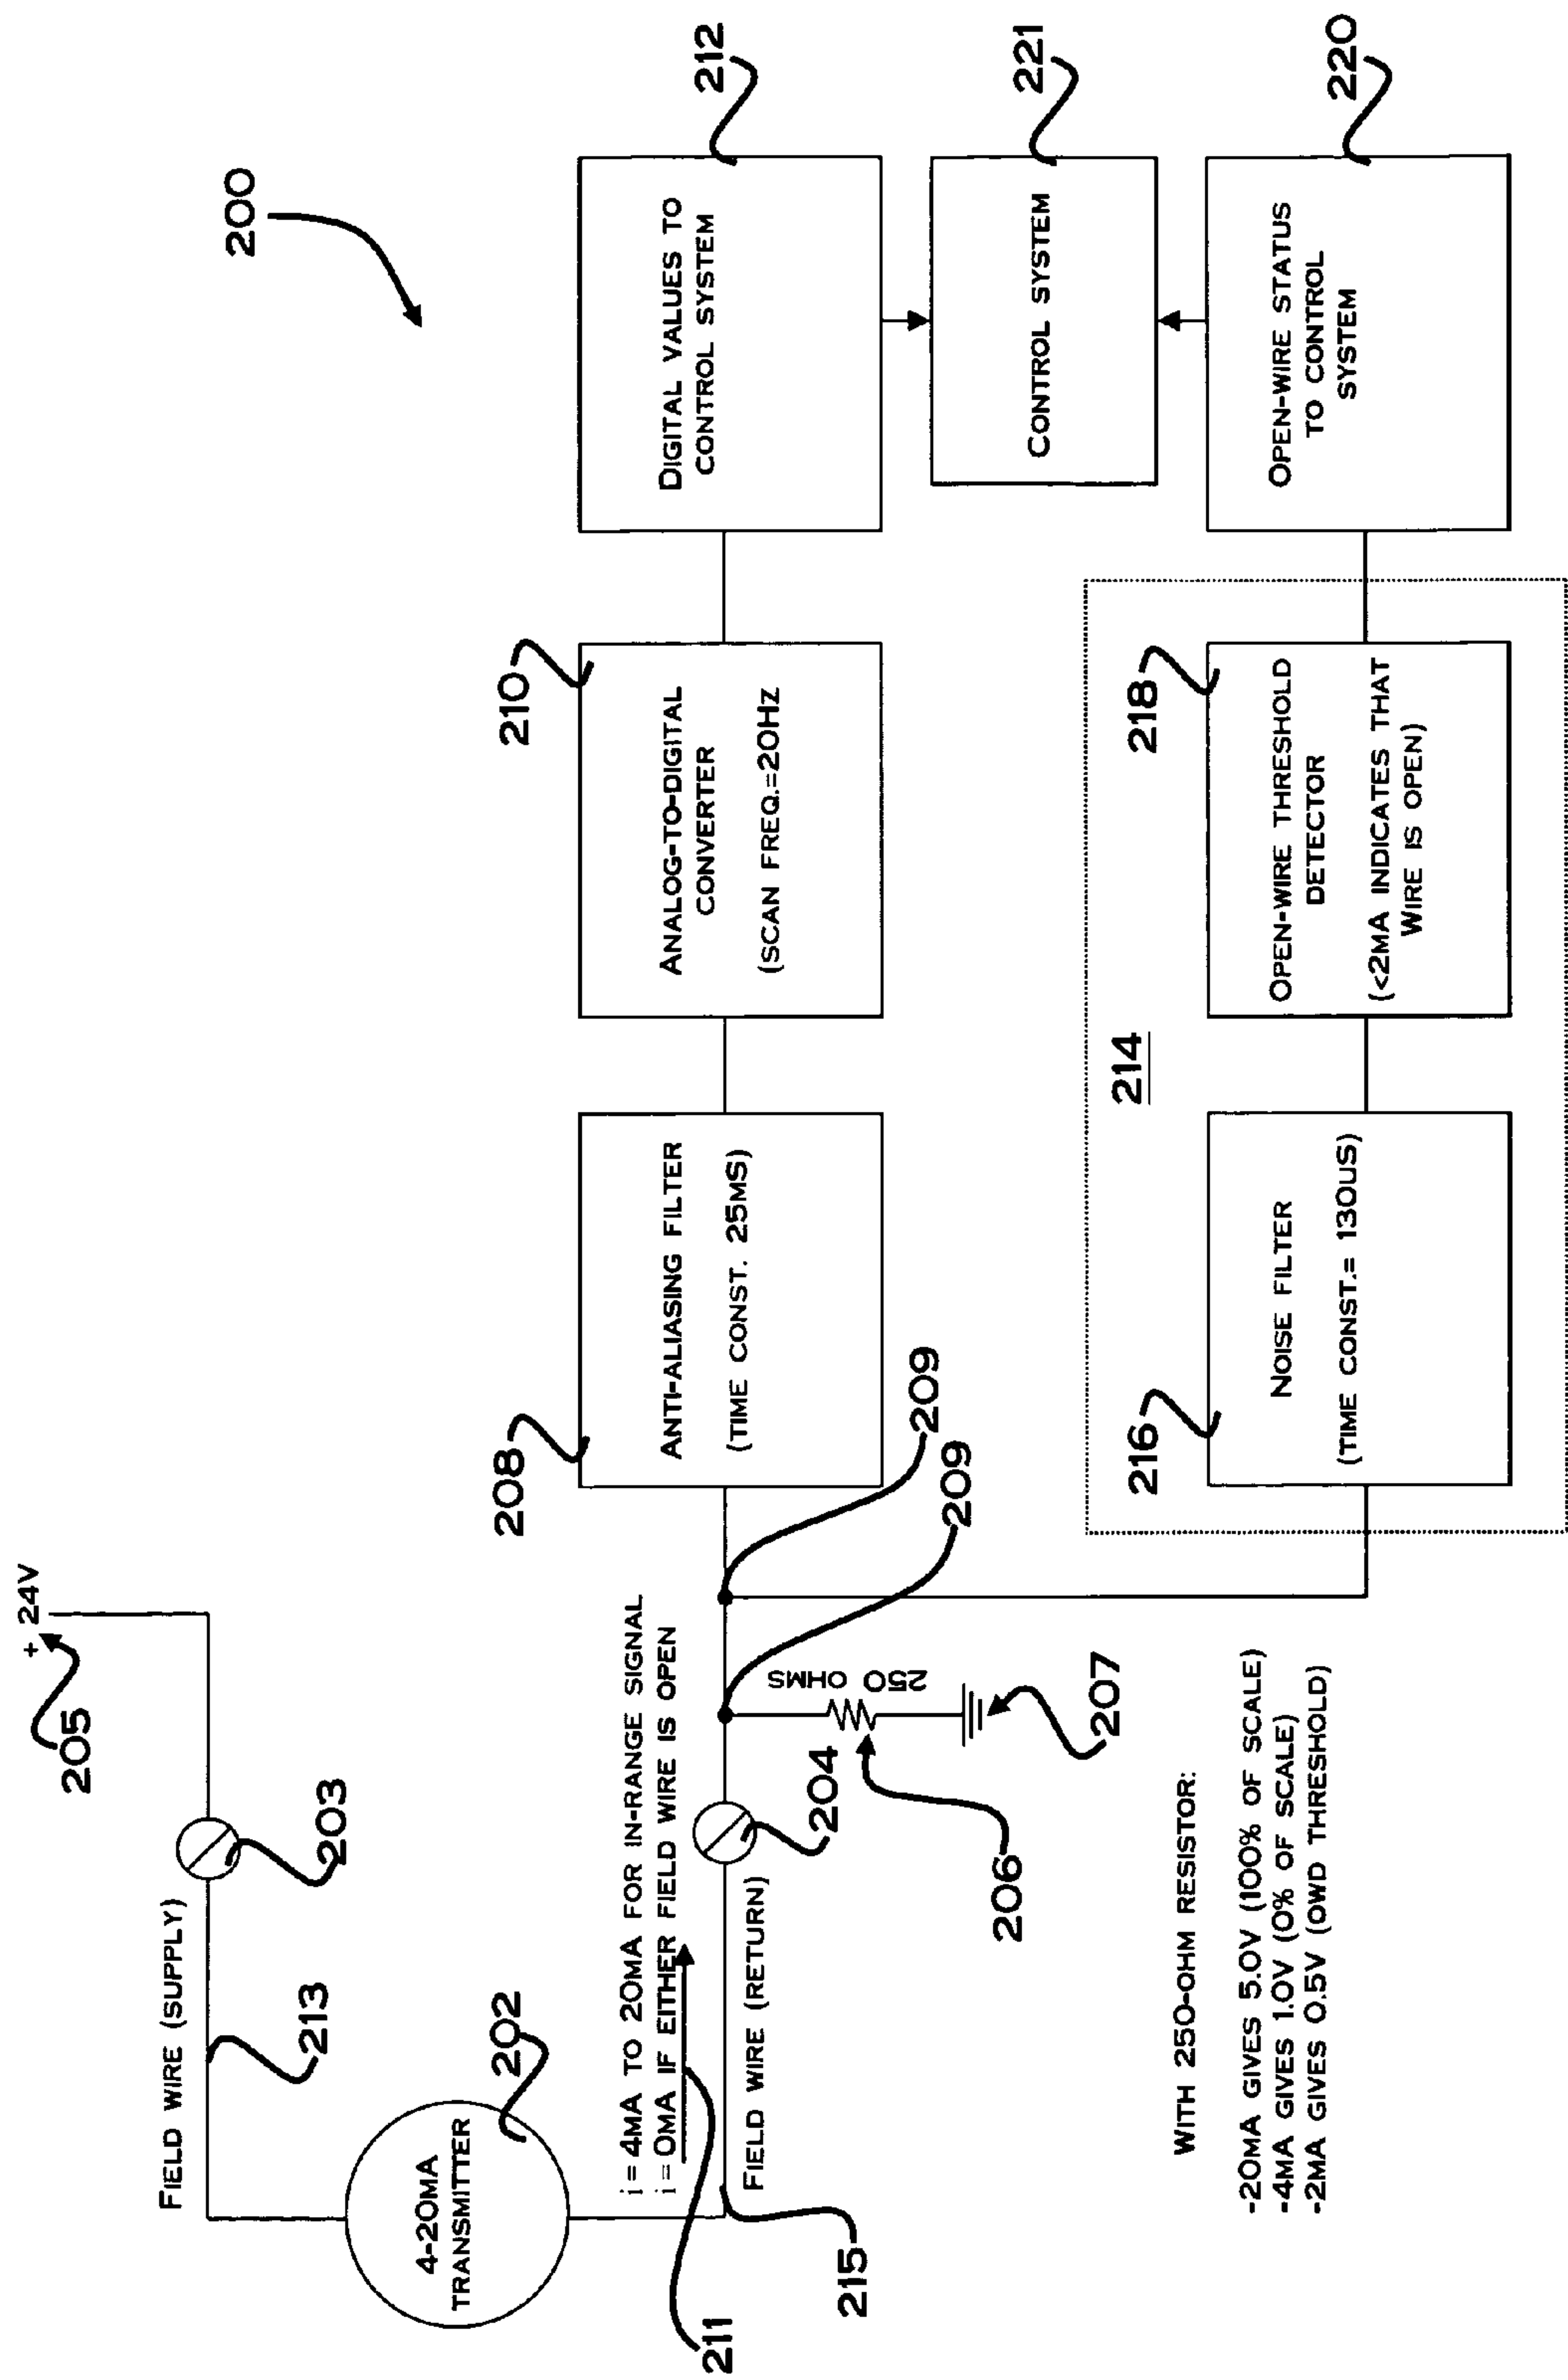 200
+ 24V
205
FIELD WIRE (SUPPLY)
203
213
202
4-20MA
TRANSMITTER
i = 4MA TO 20MA FOR IN-RANGE SIGNAL
i = 0MA IF EITHER FIELD WIRE IS OPEN
211
215
FIELD WIRE (RETURN)
204
206
250 OHMS
207
209
209
208
ANTI-ALIASING FILTER
(TIME CONST. 25MS)
210
ANALOG-TO-DIGITAL
CONVERTER
(SCAN FREQ.=20HZ
212
DIGITAL VALUES TO
CONTROL SYSTEM
221
CONTROL SYSTEM
214
216
NOISE FILTER
(TIME CONST.= 130US)
218
OPEN-WIRE THRESHOLD
DETECTOR
(<2MA INDICATES THAT
WIRE IS OPEN)
220
OPEN-WIRE STATUS
TO CONTROL
SYSTEM
WITH 250-OHM RESISTOR:
-20MA GIVES 5.0V (100% OF SCALE)
-4MA GIVES 1.0V (0% OF SCALE)
-2MA GIVES 0.5V (OWD THRESHOLD)